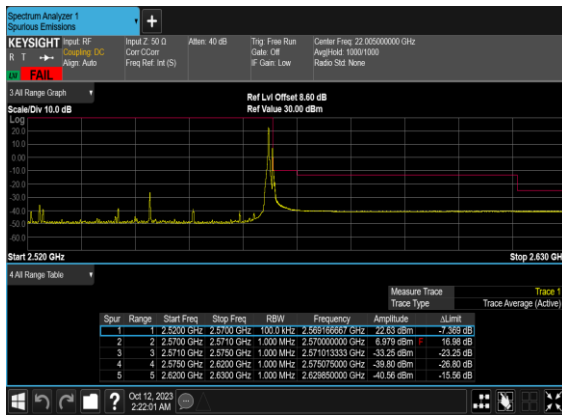 Spectrum Analyzer 1
Spurious Emissions
KEYSIGHT Input: RF Input Z: 50 Ω Atten: 40 dB Trig: Free Run Center Freq: 22.005000000 GHz
R T Coupling: DC Corr CCorr Gate: Off Avg|Hold: 1000/1000
Align: Auto Freq Ref: Int (S) IF Gain: Low Radio Std: None
LW FAIL
3 All Range Graph Ref Lvl Offset 8.60 dB
Scale/Div 10.0 dB Ref Value 30.00 dBm
Log
20.0
10.0
0.00
-10.0
-20.0
-30.0
-40.0
-50.0
-60.0
Start 2.520 GHz Stop 2.630 GH
4 All Range Table
Measure Trace Trace 1
Trace Type Trace Average (Active)
Spur Range Start Freq Stop Freq RBW Frequency Amplitude ΔLimit
1 1 2.5200 GHz 2.5700 GHz 100.0 kHz 2.569166667 GHz 22.63 dBm -7.369 dB
2 2 2.5700 GHz 2.5710 GHz 1.000 MHz 2.570000000 GHz 6.979 dBm F 16.98 dB
3 3 2.5710 GHz 2.5750 GHz 1.000 MHz 2.571013333 GHz -33.25 dBm -23.25 dB
4 4 2.5750 GHz 2.6200 GHz 1.000 MHz 2.575075000 GHz -39.80 dBm -26.80 dB
5 5 2.6200 GHz 2.6300 GHz 1.000 MHz 2.629850000 GHz -40.56 dBm -15.56 dB
Oct 12, 2023
2:22:01 AM